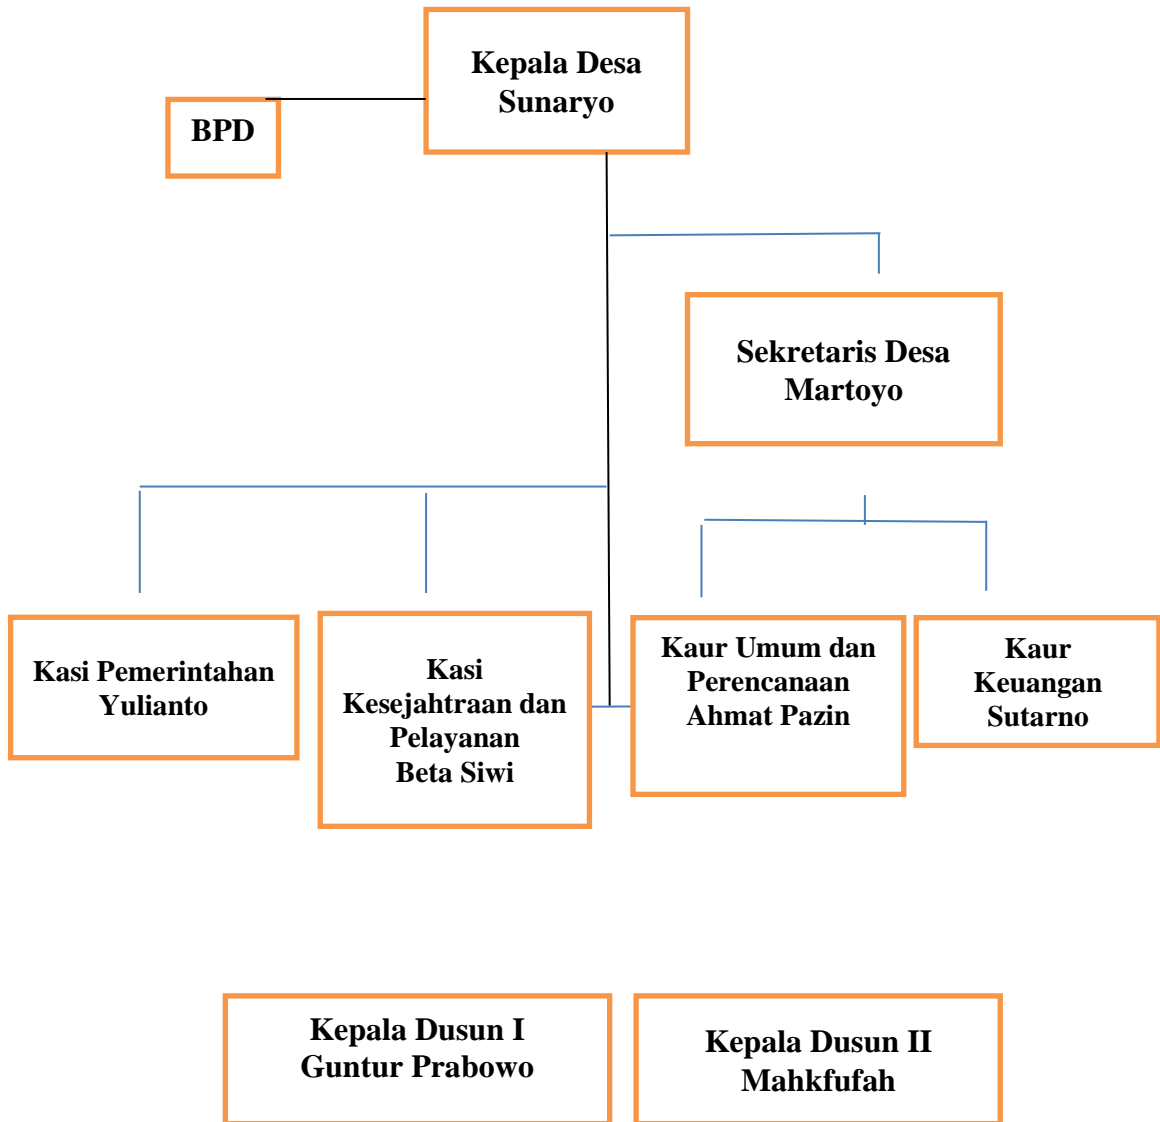 Kepala Desa
Sunaryo
BPD
Sekretaris Desa
Martoyo
Kasi Pemerintahan
Yulianto
Kasi
Kesejahtraan dan
Pelayanan
Beta Siwi
Kaur Umum dan
Perencanaan
Ahmat Pazin
Kaur
Keuangan
Sutarno
Kepala Dusun I
Guntur Prabowo
Kepala Dusun II
Mahkfufah